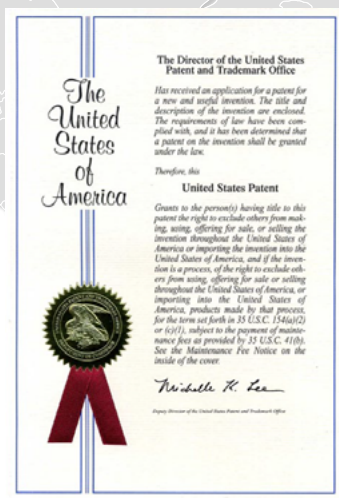 The
United
States
of
America
The Director of the United States
Patent and Trademark Office
Has received an application for a patent for
a new and useful invention. The title and
description of the invention are enclosed.
The requirements of law have been com-
plied with, and it has been determined that
a patent on the invention shall be granted
under the law.
Therefore, this
United States Patent
Grants to the person(s) having title to this
patent the right to exclude others from mak-
ing, using, offering for sale, or selling the
invention throughout the United States of
America or importing the invention into the
United States of America, and if the inven-
tion is a process, of the right to exclude oth-
ers from using, offering for sale or selling
throughout the United States of America, or
importing into the United States of
America, products made by that process,
for the term set forth in 35 U.S.C. 154(a)(2)
or (c)(1), subject to the payment of mainte-
nance fees as provided by 35 U.S.C. 41(b).
See the Maintenance Fee Notice on the
inside of the cover.
Michelle K. Lee
Deputy Director of the United States Patent and Trademark Office